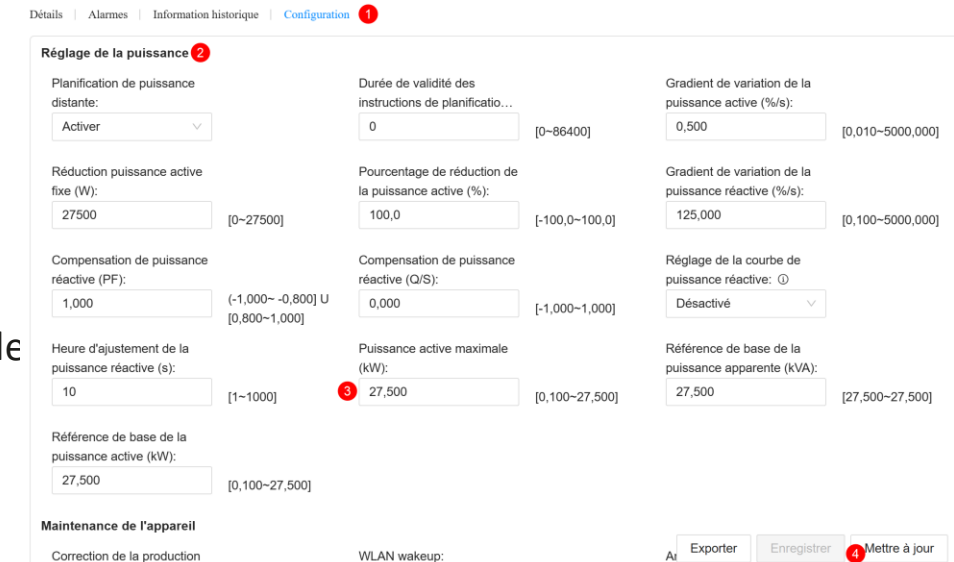 Détails | Alarmes | Information historique | Configuration 1
Réglage de la puissance 2
Planification de puissance
distante:
Activer
Durée de validité des
instructions de planificatio…
0
[0~86400]
Gradient de variation de la
puissance active (%/s):
0,500
[0,010~5000,000]
Réduction puissance active
fixe (W):
27500
[0~27500]
Pourcentage de réduction de
la puissance active (%):
100,0
[-100,0~100,0]
Gradient de variation de la
puissance réactive (%/s):
125,000
[0,100~5000,000]
Compensation de puissance
réactive (PF):
1,000
(-1,000~ -0,800] U
[0,800~1,000]
Compensation de puissance
réactive (Q/S):
0,000
[-1,000~1,000]
Réglage de la courbe de
puissance réactive: ⓘ
Désactivé
le
Heure d'ajustement de la
puissance réactive (s):
10
[1~1000]
Puissance active maximale
(kW):
3 27,500
[0,100~27,500]
Référence de base de la
puissance apparente (kVA):
27,500
[27,500~27,500]
Référence de base de la
puissance active (kW):
27,500
[0,100~27,500]
Maintenance de l'appareil
Correction de la production
WLAN wakeup:
Exporter
Enregistrer
4 Mettre à jour